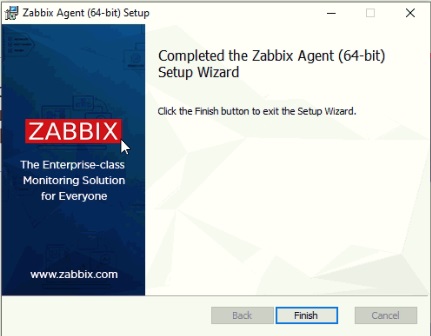 Zabbix Agent (64-bit) Setup
Completed the Zabbix Agent (64-bit)
Setup Wizard
Click the Finish button to exit the Setup Wizard.
ZABBIX
The Enterprise-class
Monitoring Solution
for Everyone
www.zabbix.com
Back
Finish
Cancel